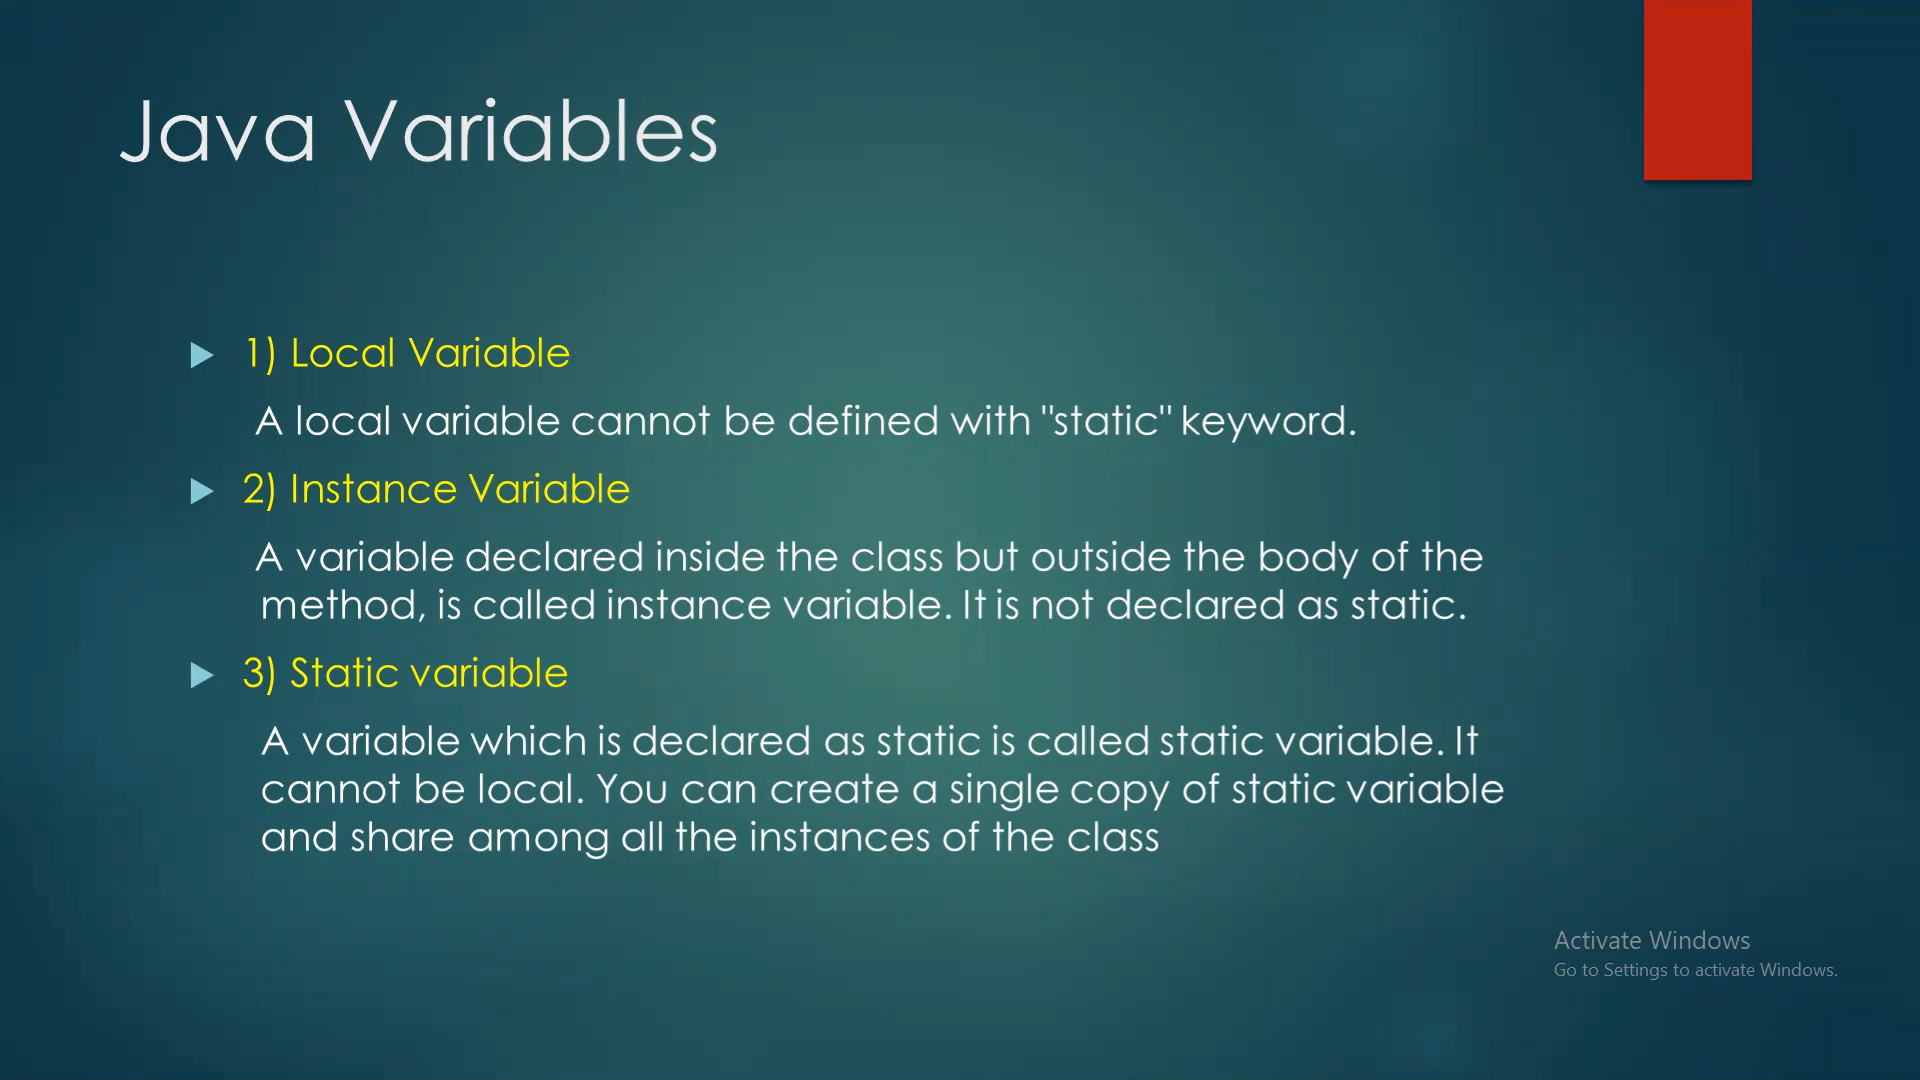 Java Variables
1) Local Variable
A local variable cannot be defined with "static" keyword.
2) Instance Variable
A variable declared inside the class but outside the body of the
method, is called instance variable. It is not declared as static.
3) Static variable
A variable which is declared as static is called static variable. It
cannot be local. You can create a single copy of static variable
and share among all the instances of the class
Activate Windows
Go to Settings to activate Windows.